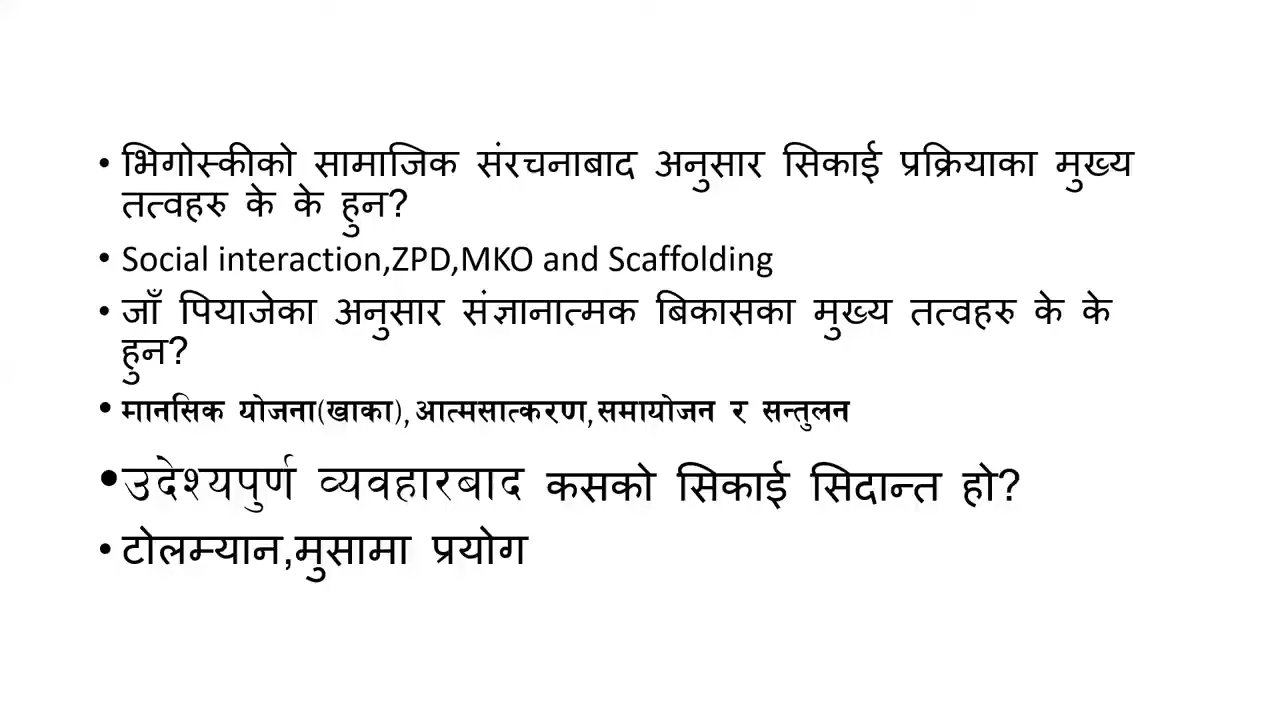 • भिगोस्कीको सामाजिक संरचनाबाद अनुसार सिकाई प्रक्रियाका मुख्य
तत्वहरु के के हुन?
• Social interaction,ZPD,MKO and Scaffolding
• जाँ पियाजेका अनुसार संज्ञानात्मक बिकासका मुख्य तत्वहरु के के
हुन?
• मानसिक योजना(खाका),आत्मसात्करण,समायोजन र सन्तुलन
•उदेश्यपुर्ण व्यवहारबाद कसको सिकाई सिदान्त हो?
• टोलम्यान,मुसामा प्रयोग